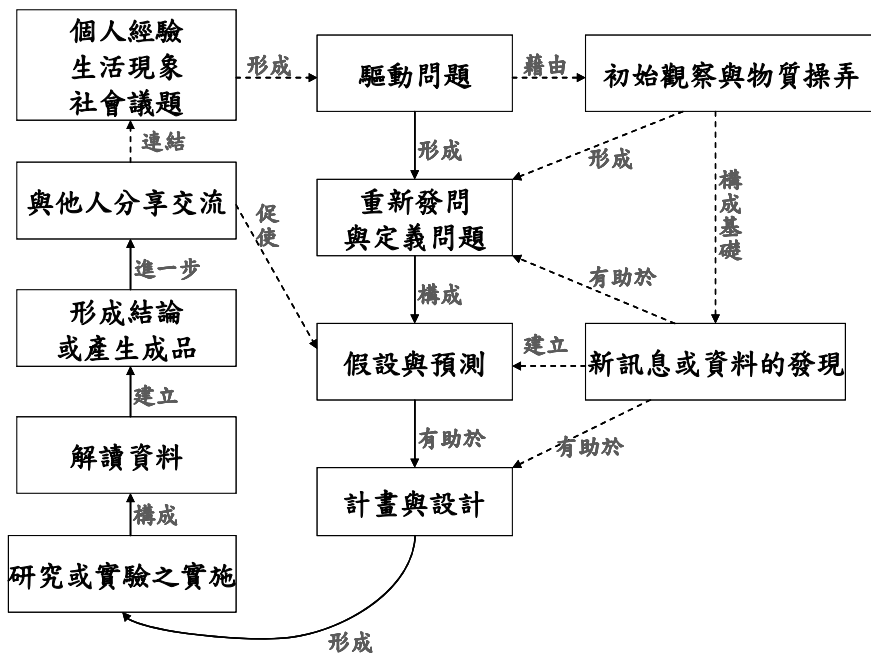 個人經驗
生活現象
社會議題
形成
驅動問題
藉由
初始觀察與物質操弄
連結
形成
形成
構成基礎
與他人分享交流
促使
重新發問
與定義問題
進一步
構成
有助於
形成結論
或產生成品
假設與預測
建立
新訊息或資料的發現
建立
有助於
有助於
解讀資料
計畫與設計
構成
研究或實驗之實施
形成